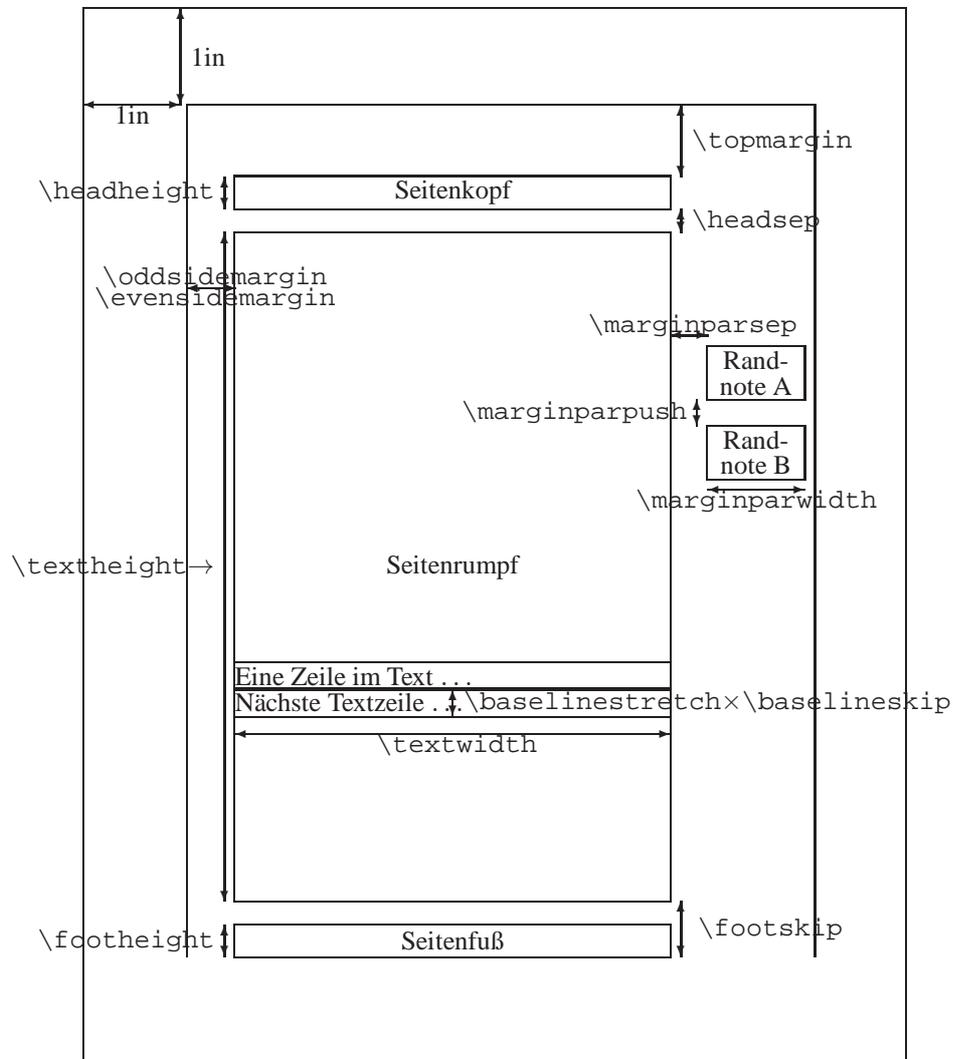 1in
1in
\topmargin
\headheight
Seitenkopf
\headsep
\oddsidemargin
\evensidemargin
\marginparsep
Rand-
note A
\marginparpush
Rand-
note B
\marginparwidth
\textheight→
Seitenrumpf
Eine Zeile im Text . . .
Nächste Textzeile . . .
\baselinestretch×\baselineskip
\textwidth
\footskip
\footheight
Seitenfuß